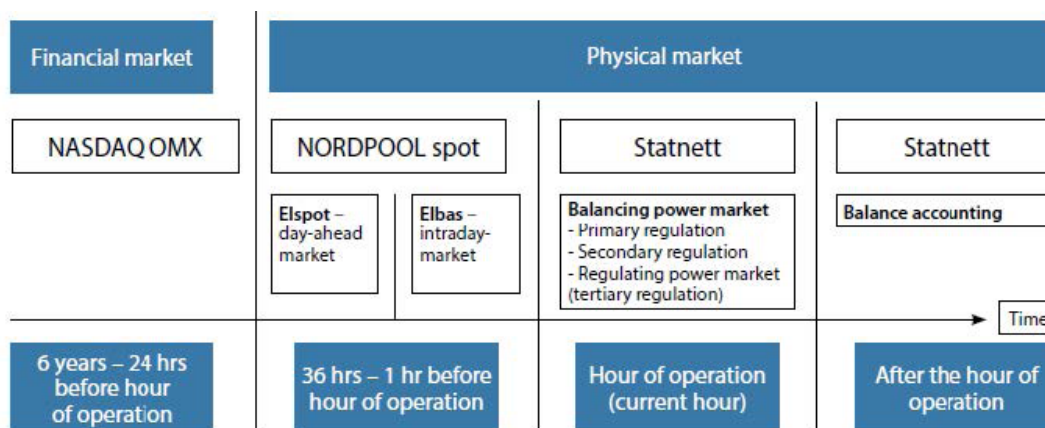 Financial market
Physical market
NASDAQ OMX
NORDPOOL spot
Statnett
Statnett
Elspot –
day-ahead
market
Elbas –
intraday-
market
Balancing power market
- Primary regulation
- Secondary regulation
- Regulating power market
(tertiary regulation)
Balance accounting
Time
6 years – 24 hrs
before hour
of operation
36 hrs – 1 hr before
hour of operation
Hour of operation
(current hour)
After the hour of
operation